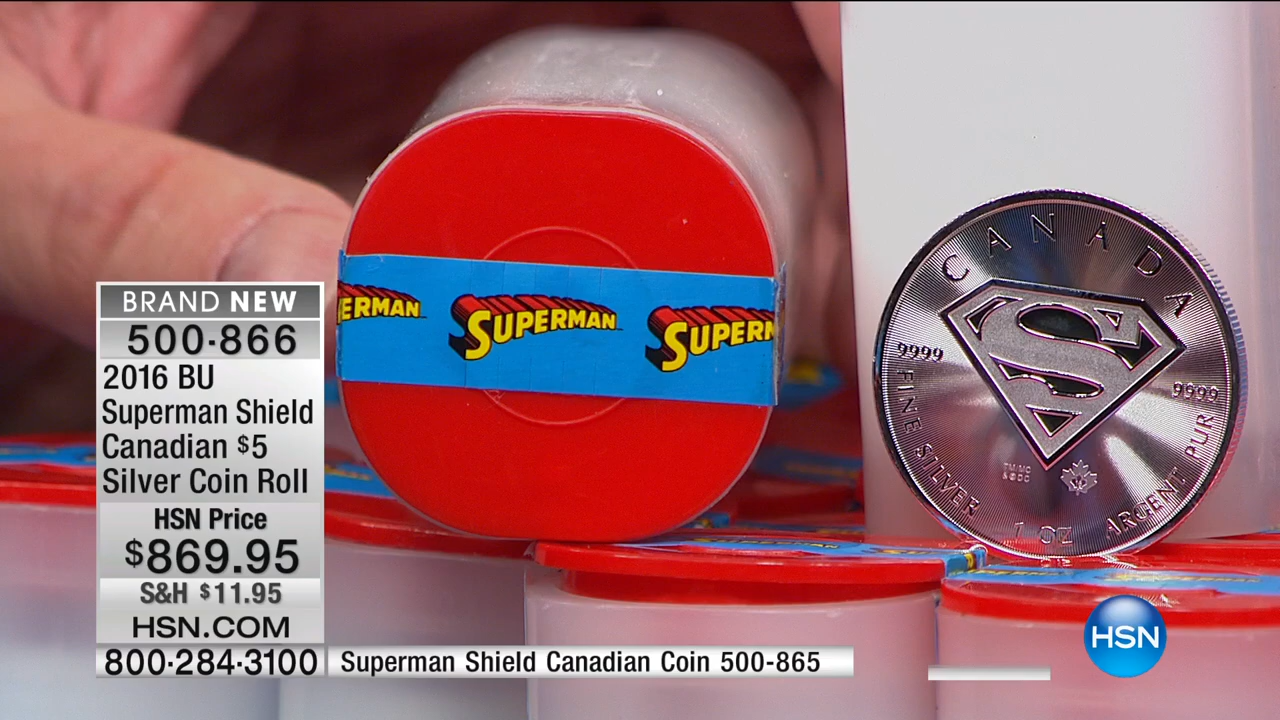 BRAND NEW
500-866
2016 BU
Superman Shield
Canadian $5
Silver Coin Roll
HSN Price
$869.95
S&H $11.95
HSN.COM
800-284-3100
Superman Shield Canadian Coin 500-865
HSN
ERMAN
SUPERMAN
SUPERM
CANADA
S
9999
9999
FINE SILVER
1 OZ
ARGENT PUR